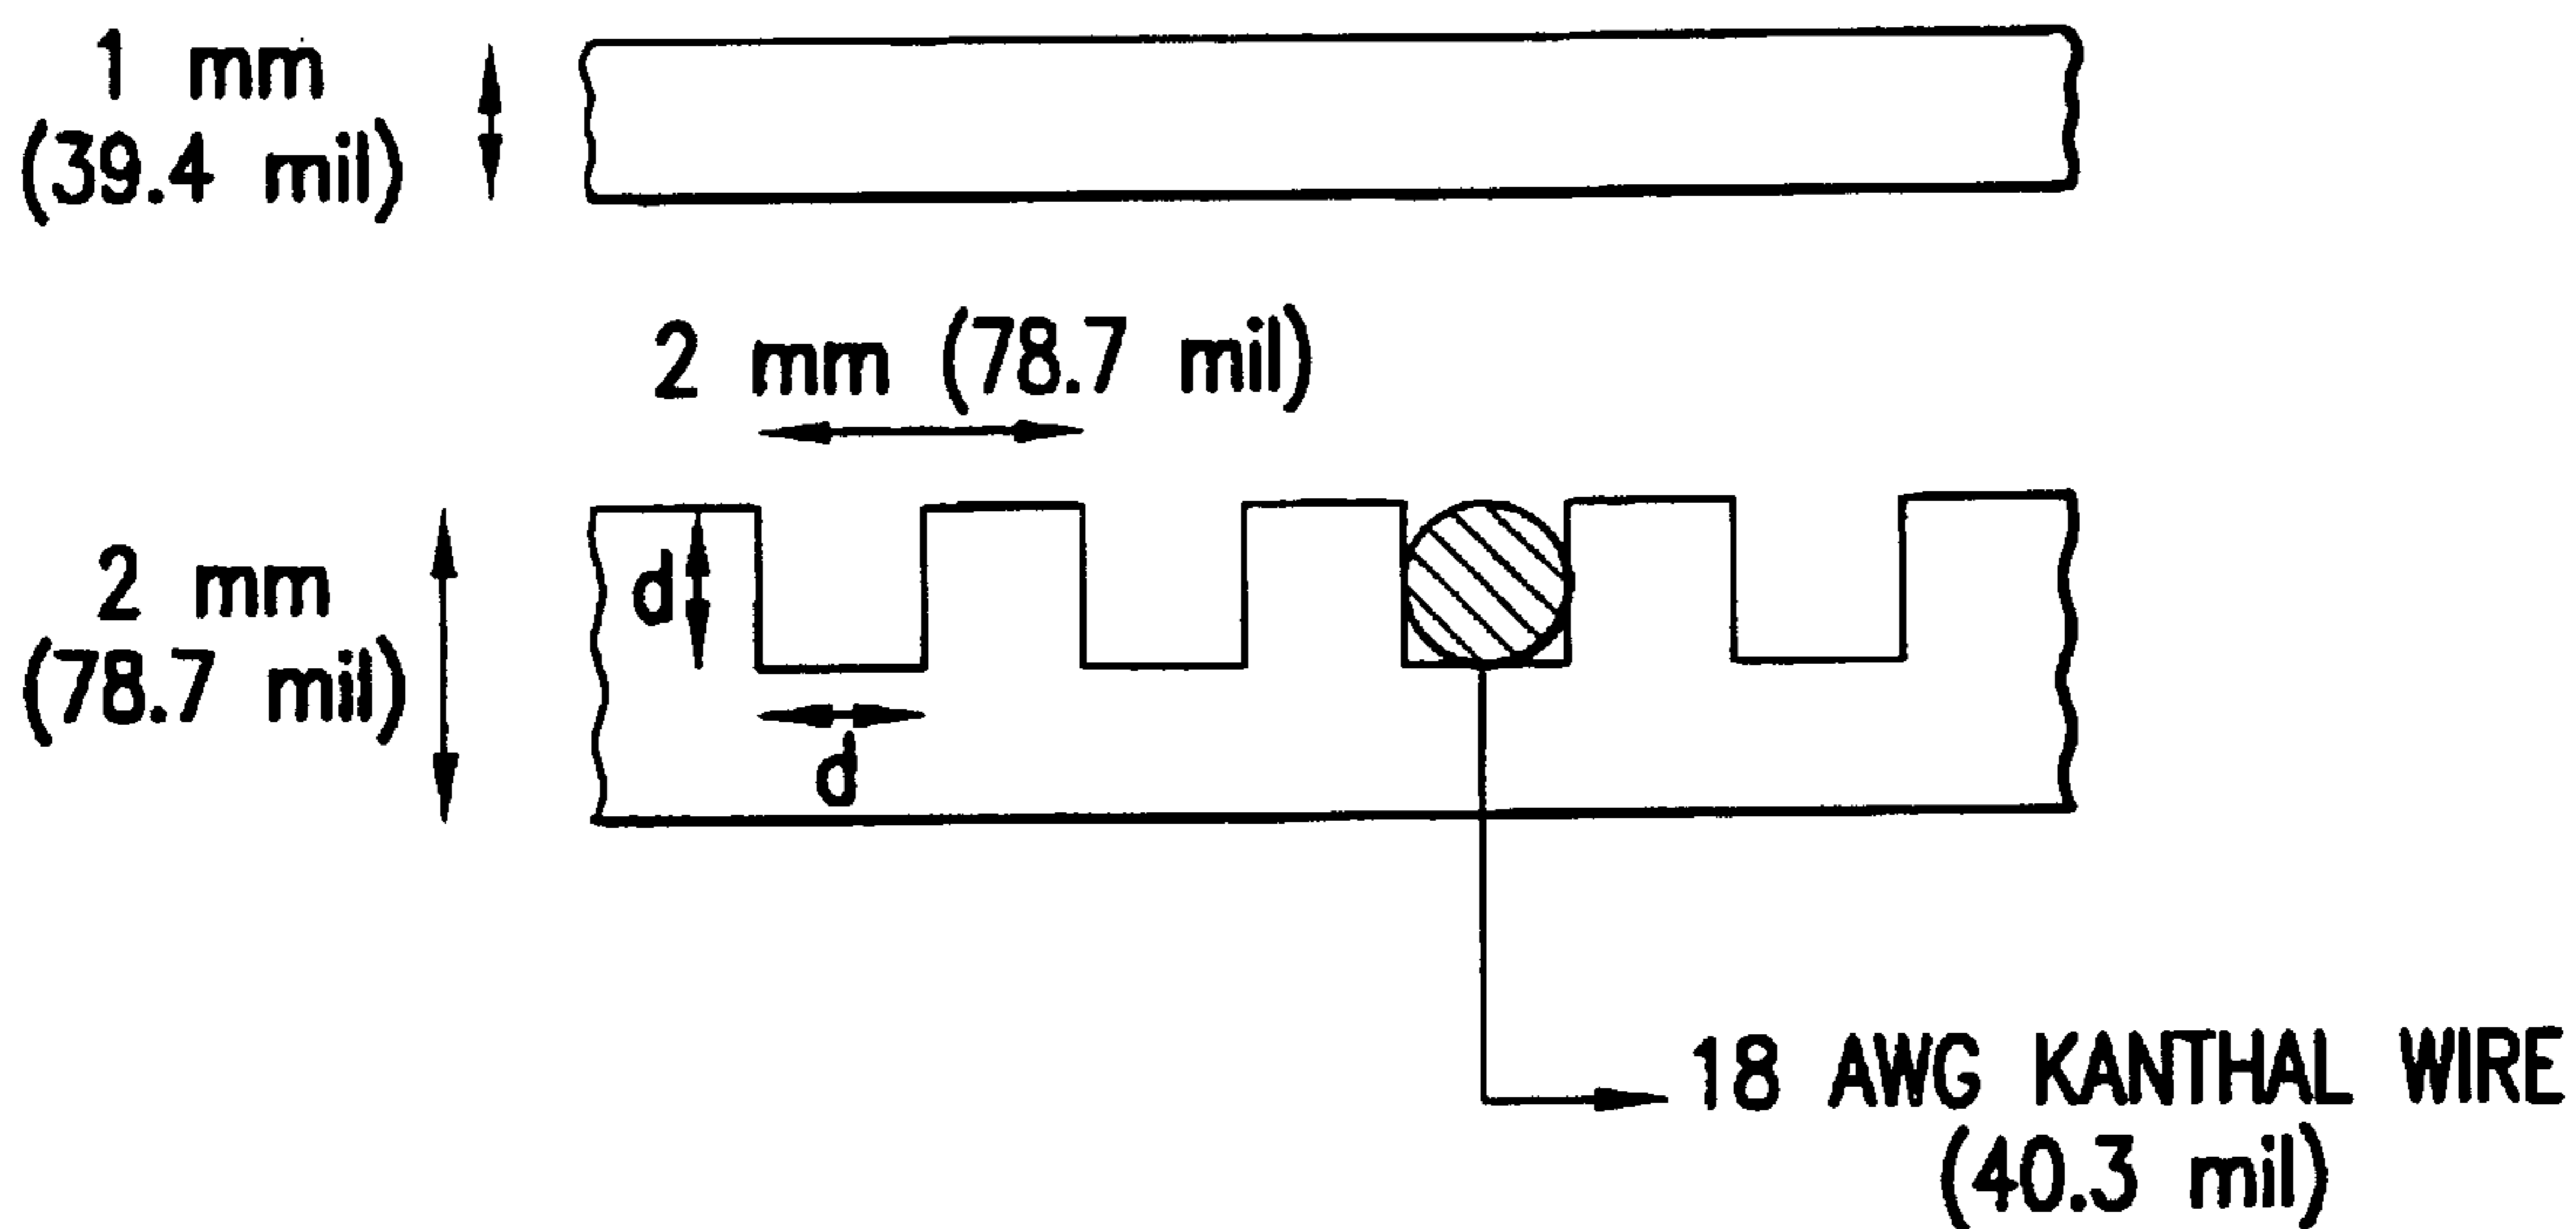 1 mm
(39.4 mil)
2 mm (78.7 mil)
2 mm
(78.7 mil)
d
d
18 AWG KANTHAL WIRE
(40.3 mil)